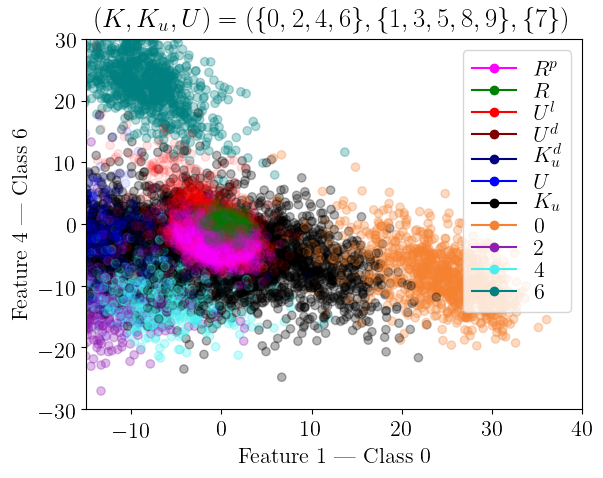 (K, K_u, U) = ({0, 2, 4, 6}, {1, 3, 5, 8, 9}, {7})
30
20
10
0
−10
−20
−30
Feature 4 — Class 6
R^p
R
U^l
U^d
K_u^d
U
K_u
0
2
4
6
−10
0
10
20
30
40
Feature 1 — Class 0